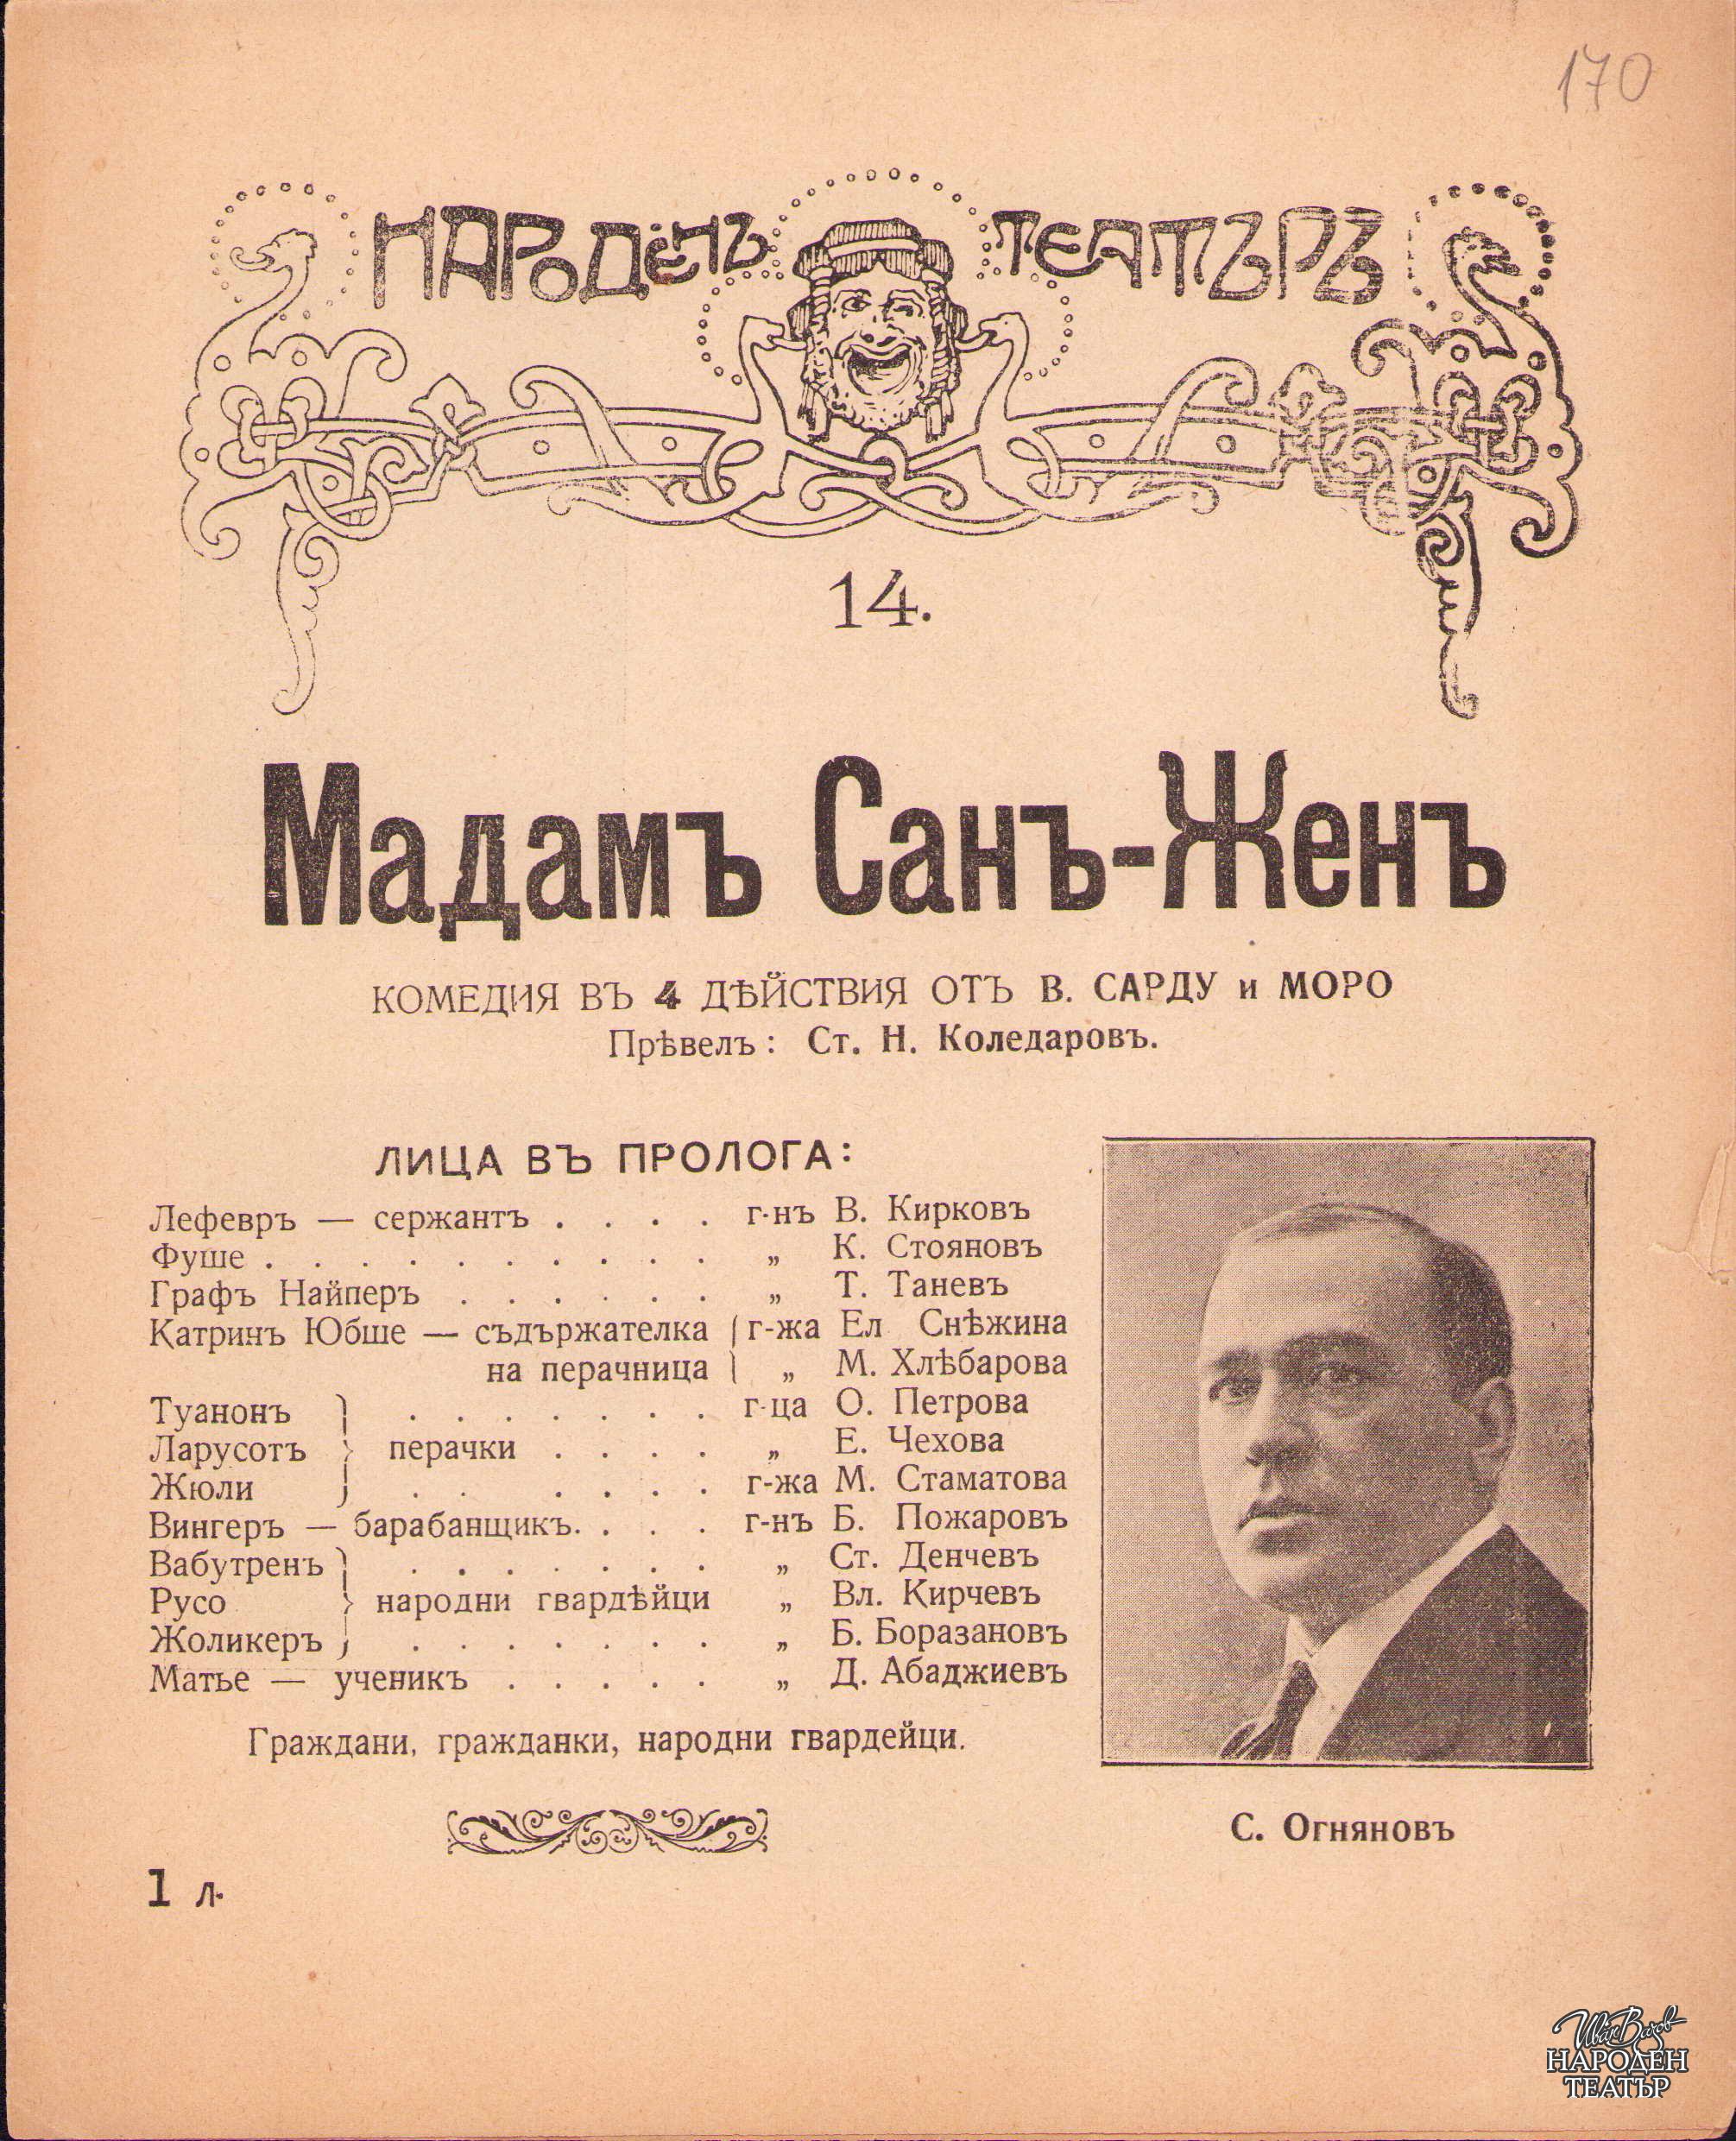 170
НАРОДЕНЪ ТЕАТЪРЪ
14.
Мадамъ Санъ-Женъ
КОМЕДИЯ ВЪ 4 ДѢЙСТВИЯ ОТЪ В. САРДУ и МОРО
Прѣвелъ: Ст. Н. Коледаровъ.
ЛИЦА ВЪ ПРОЛОГА:
Лефевръ — сержантъ . . . . г-нъ В. Кирковъ
Фуше . . . . . . . . . . „ К. Стояновъ
Графъ Найперъ . . . . . . „ Т. Таневъ
Катринъ Юбше — съдържателка г-жа Ел Снѣжина
на перачница „ М. Хлѣбарова
Туанонъ . . . . . . . г-ца О. Петрова
Ларусотъ перачки . . . . „ Е. Чехова
Жюли . . . . . . г-жа М. Стаматова
Вингеръ — барабанщикъ. . . . г-нъ Б. Пожаровъ
Вабутренъ . . . . . . . „ Ст. Денчевъ
Русо народни гвардѣйци „ Вл. Кирчевъ
Жоликеръ . . . . . . . „ Б. Боразановъ
Матье — ученикъ . . . . . „ Д. Абаджиевъ
Граждани, гражданки, народни гвардейци.
С. Огняновъ
1 л.
Иван Вазов
НАРОДЕН
ТЕАТЪР